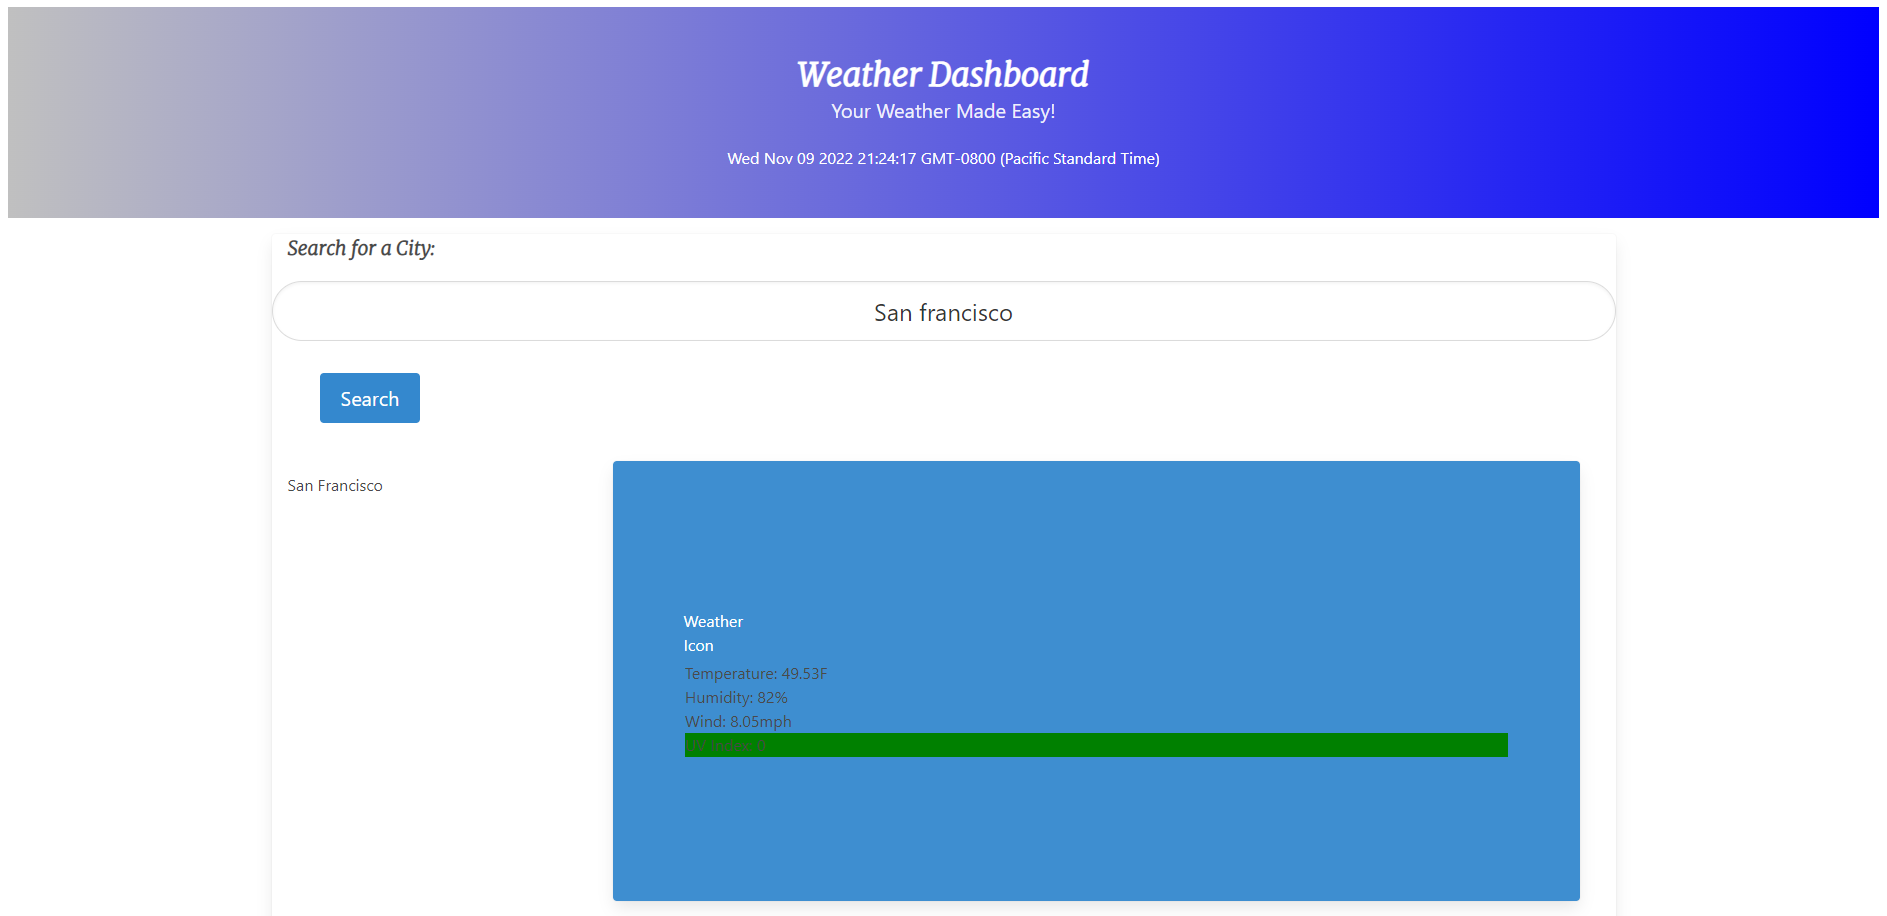 Weather Dashboard
Your Weather Made Easy!
Wed Nov 09 2022 21:24:17 GMT-0800 (Pacific Standard Time)
Search for a City:
San francisco
Search
San Francisco
Weather
Icon
Temperature: 49.53F
Humidity: 82%
Wind: 8.05mph
UV Index: 0